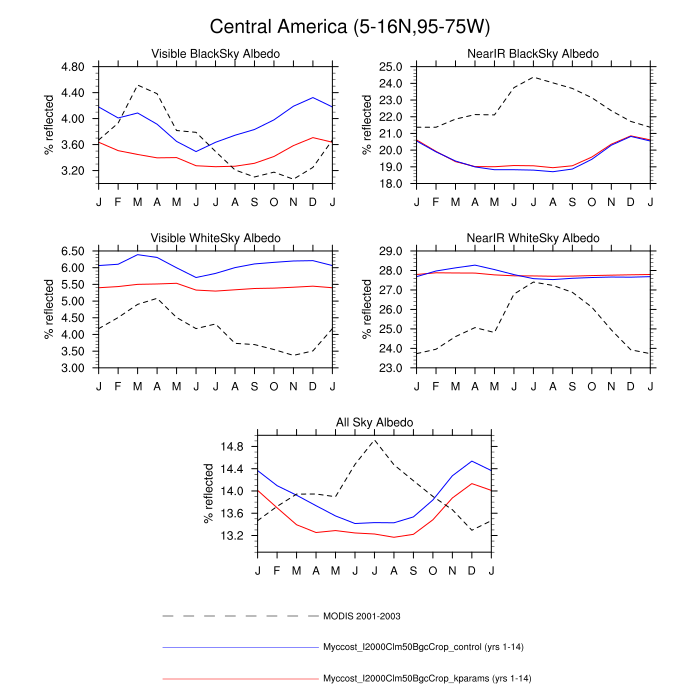 Central America (5-16N,95-75W)
Visible BlackSky Albedo
NearIR BlackSky Albedo
% reflected
4.80
4.40
4.00
3.60
3.20
J F M A M J J A S O N D J
% reflected
25.0
24.0
23.0
22.0
21.0
20.0
19.0
18.0
J F M A M J J A S O N D J
Visible WhiteSky Albedo
NearIR WhiteSky Albedo
% reflected
6.50
6.00
5.50
5.00
4.50
4.00
3.50
3.00
J F M A M J J A S O N D J
% reflected
29.0
28.0
27.0
26.0
25.0
24.0
23.0
J F M A M J J A S O N D J
All Sky Albedo
% reflected
14.8
14.4
14.0
13.6
13.2
J F M A M J J A S O N D J
MODIS 2001-2003
Myccost_I2000Clm50BgcCrop_control (yrs 1-14)
Myccost_I2000Clm50BgcCrop_kparams (yrs 1-14)